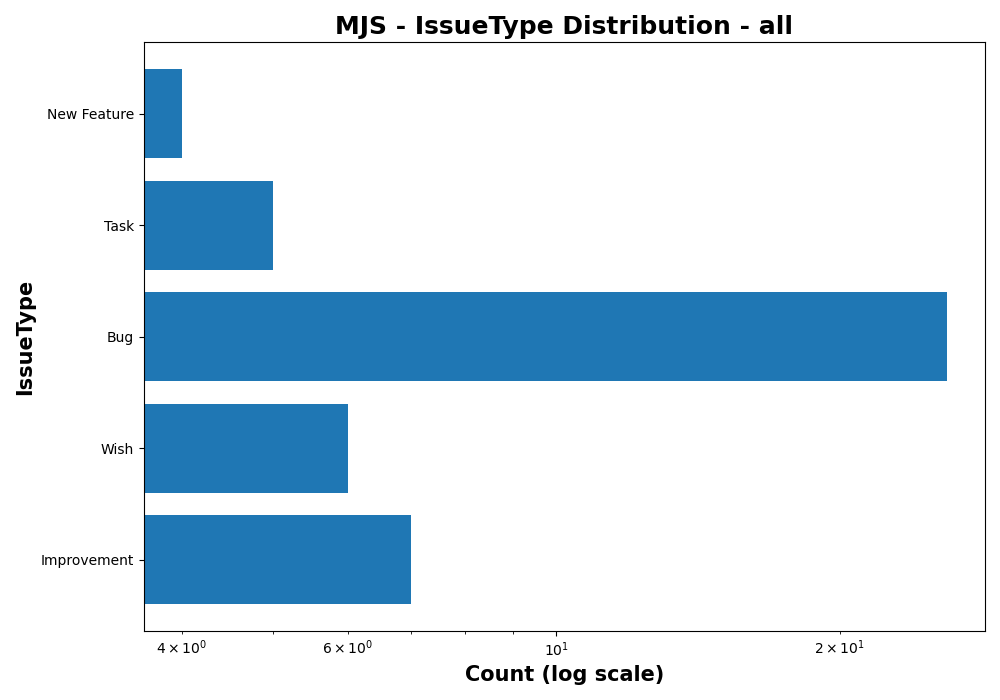 MJS - IssueType Distribution - all
New Feature
Task
Bug
Wish
Improvement
IssueType
4 × 10⁰
6 × 10⁰
10¹
2 × 10¹
Count (log scale)